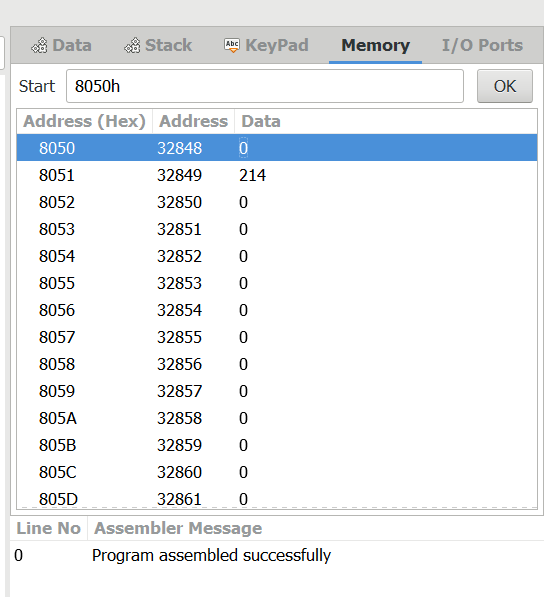 Data Stack Abc KeyPad Memory I/O Ports
Start 8050h OK
Address (Hex) Address Data
8050 32848 0
8051 32849 214
8052 32850 0
8053 32851 0
8054 32852 0
8055 32853 0
8056 32854 0
8057 32855 0
8058 32856 0
8059 32857 0
805A 32858 0
805B 32859 0
805C 32860 0
805D 32861 0
Line No Assembler Message
0 Program assembled successfully